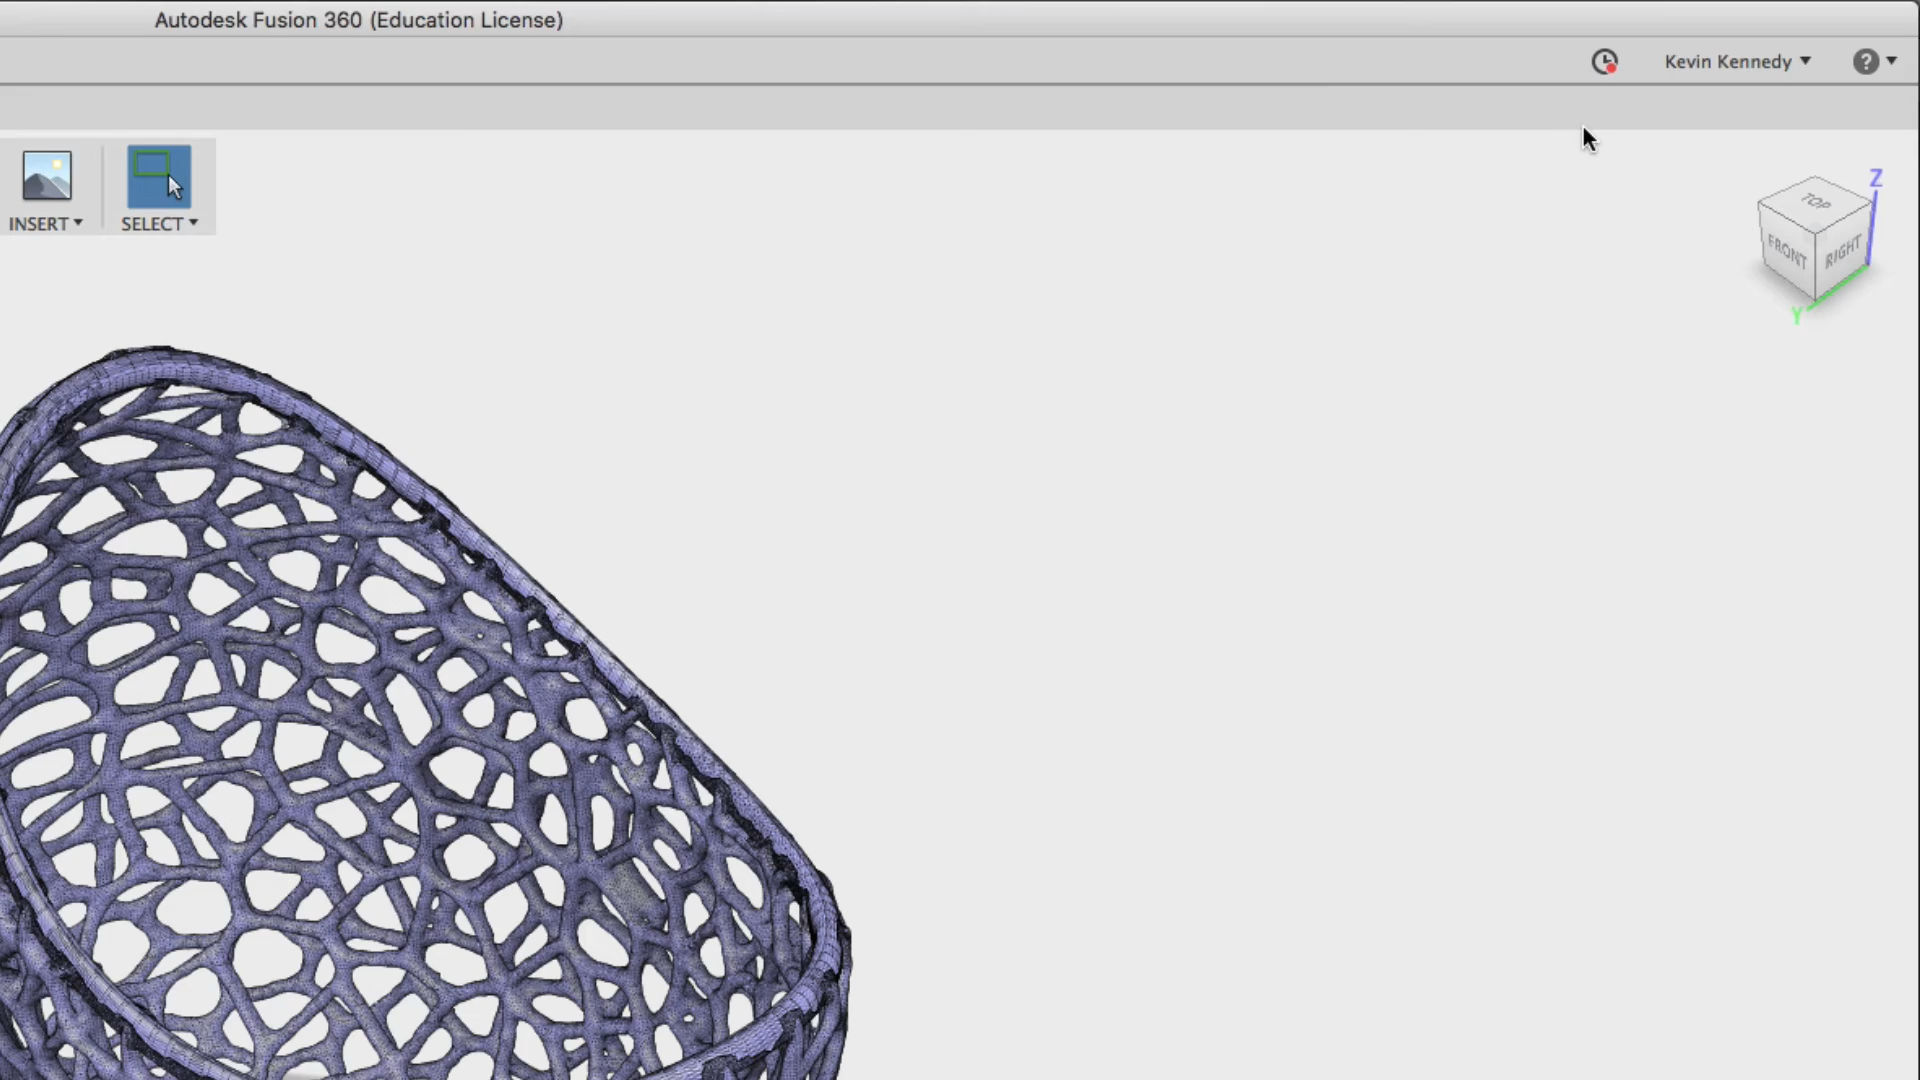 Autodesk Fusion 360 (Education License)
Kevin Kennedy
?
INSERT
SELECT
Z
TOP
FRONT
RIGHT
Y